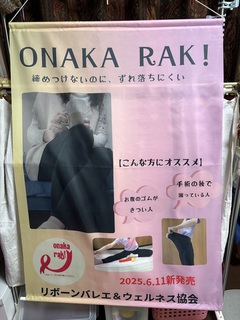 ONAKA RAK!
締めつけないのに、ずれ落ちにくい
【こんな方にオススメ】
手術の後で
困っている人
お腹のゴムが
きつい人
onaka
rak!
2025.6.11新発売
リボーンバレエ＆ウェルネス協会